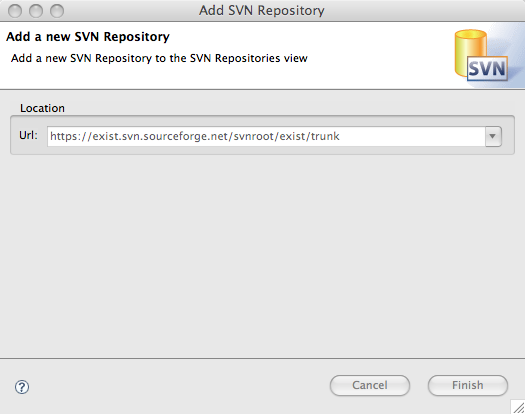 Add SVN Repository
Add a new SVN Repository
Add a new SVN Repository to the SVN Repositories view
SVN
Location
Url: https://exist.svn.sourceforge.net/svnroot/exist/trunk
?
Cancel Finish